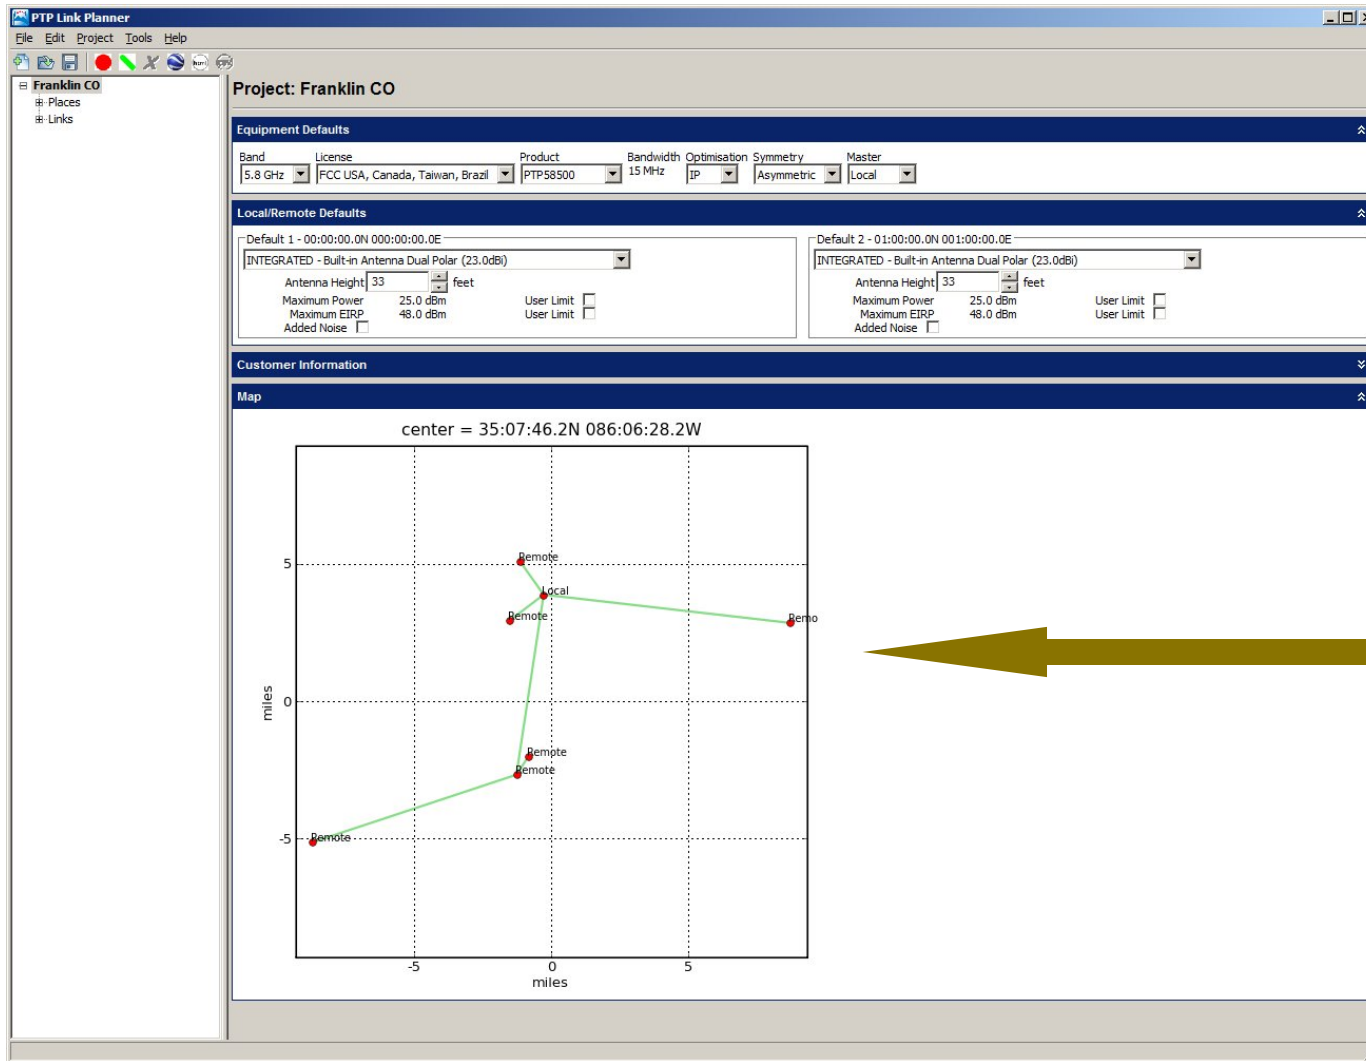 PTP Link Planner
File Edit Project Tools Help
Franklin CO
Places
Links
Project: Franklin CO
Equipment Defaults
Band License Product Bandwidth Optimisation Symmetry Master
5.8 GHz FCC USA, Canada, Taiwan, Brazil PTP58500 15 MHz IP Asymmetric Local
Local/Remote Defaults
Default 1 - 00:00:00.0N 000:00:00.0E
INTEGRATED - Built-in Antenna Dual Polar (23.0dBi)
Antenna Height 33 feet
Maximum Power 25.0 dBm User Limit
Maximum EIRP 48.0 dBm User Limit
Added Noise
Default 2 - 01:00:00.0N 001:00:00.0E
INTEGRATED - Built-in Antenna Dual Polar (23.0dBi)
Antenna Height 33 feet
Maximum Power 25.0 dBm User Limit
Maximum EIRP 48.0 dBm User Limit
Added Noise
Customer Information
Map
center = 35:07:46.2N 086:06:28.2W
Remote
5
Local
Remote
Remo
miles
0
Remote
Remote
-5
Remote
-5 0 5
miles